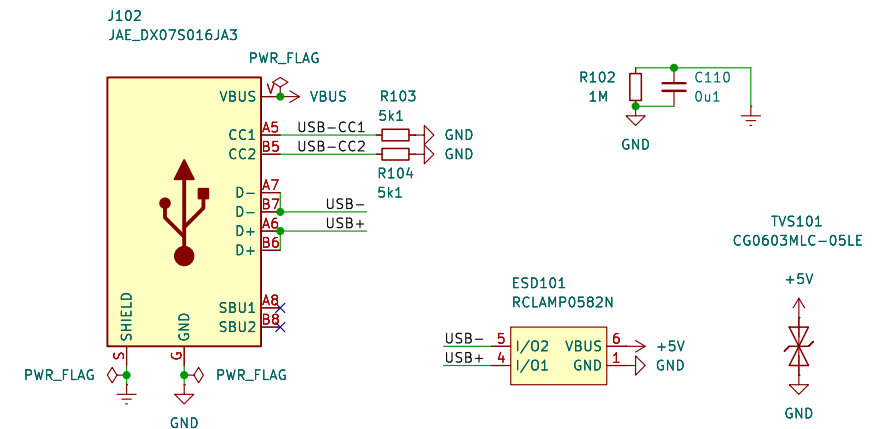 J102
JAE_DX07S016JA3
PWR_FLAG
VBUS
V
VBUS
R103
5k1
CC1
A5
USB-CC1
GND
CC2
B5
USB-CC2
GND
R104
5k1
D-
A7
D-
B7
USB-
D+
A6
USB+
D+
B6
SBU1
A8
SBU2
B8
SHIELD
GND
S
G
PWR_FLAG
PWR_FLAG
GND
R102
1M
C110
0u1
GND
TVS101
CG0603MLC-05LE
+5V
GND
ESD101
RCLAMP0582N
USB-
5
I/O2
VBUS
6
+5V
USB+
4
I/O1
GND
1
GND